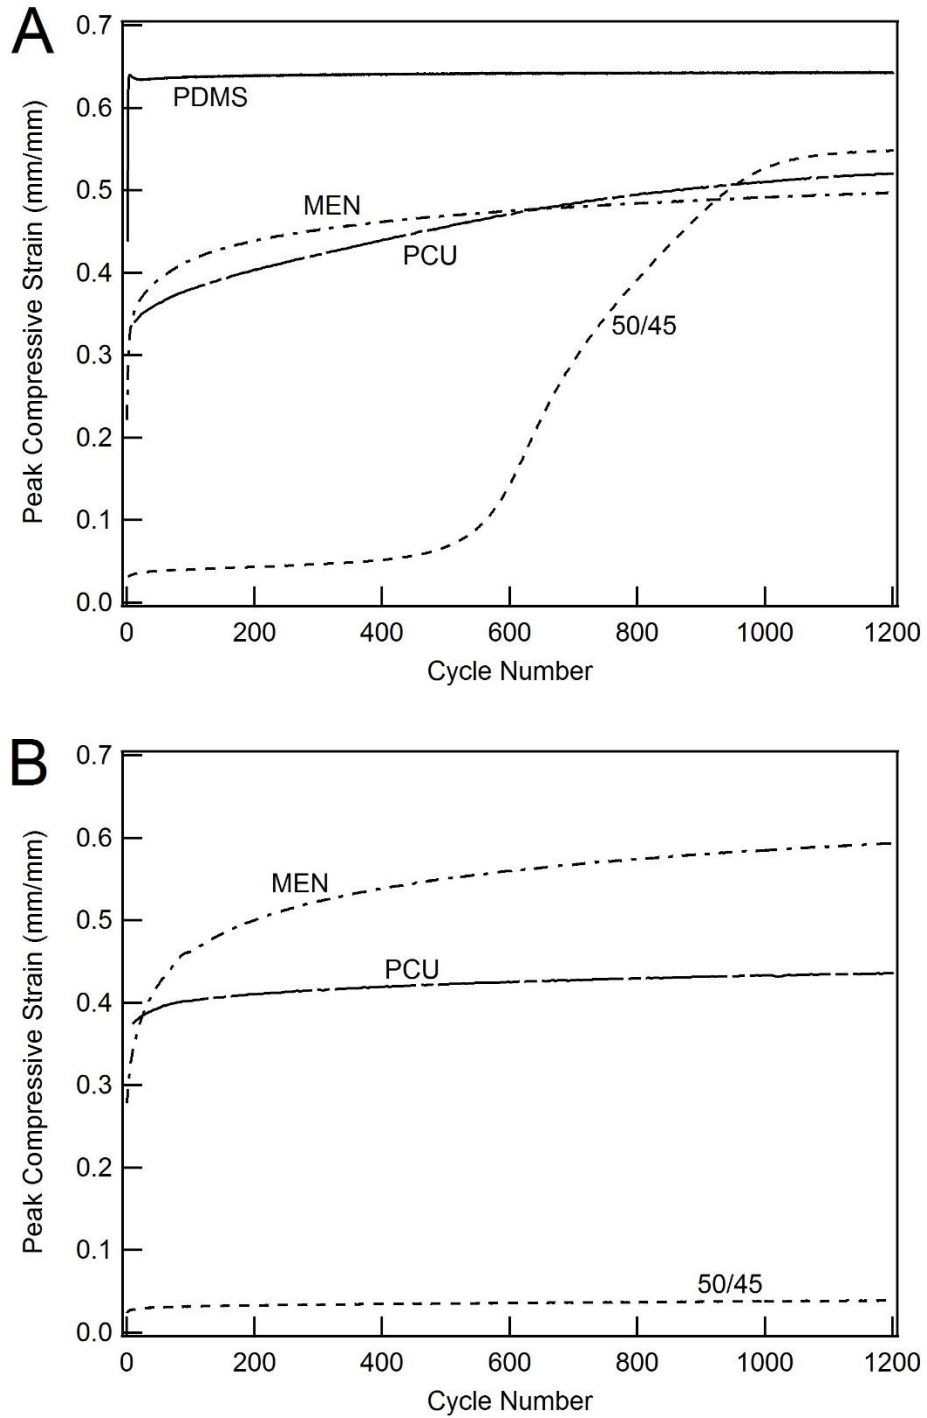 A
0.7
0.6
0.5
0.4
0.3
0.2
0.1
0.0
Peak Compressive Strain (mm/mm)
PDMS
MEN
PCU
50/45
0 200 400 600 800 1000 1200
Cycle Number
B
0.7
0.6
0.5
0.4
0.3
0.2
0.1
0.0
Peak Compressive Strain (mm/mm)
MEN
PCU
50/45
0 200 400 600 800 1000 1200
Cycle Number